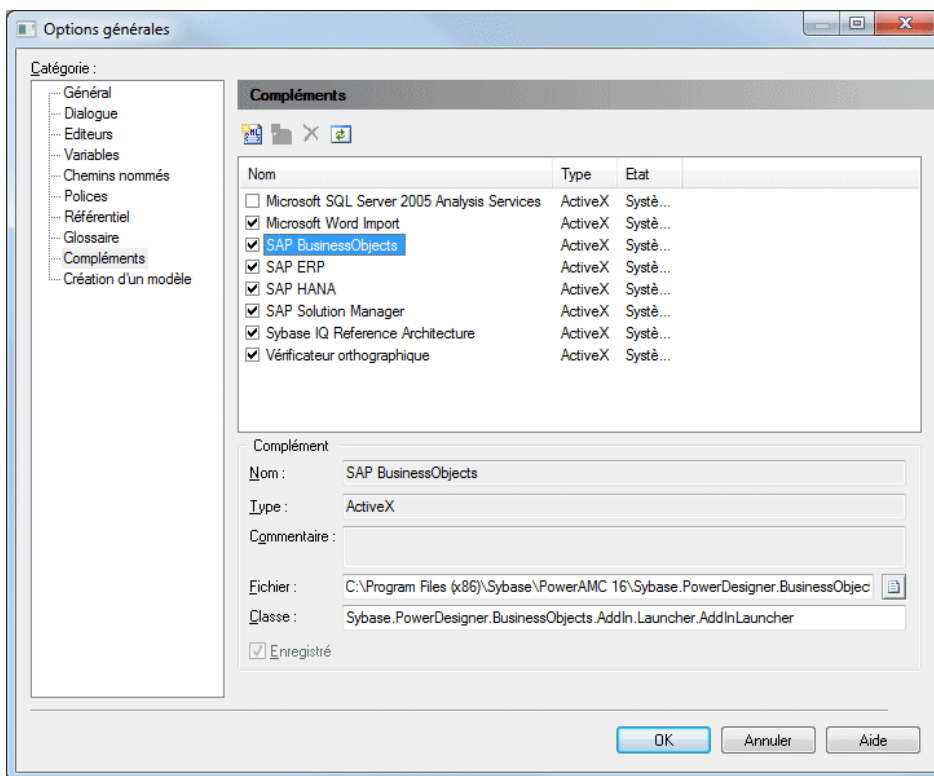 Options générales
Catégorie :
Général
Dialogue
Editeurs
Variables
Chemins nommés
Polices
Référentiel
Glossaire
Compléments
Création d'un modèle
Compléments
Nom Type Etat
Microsoft SQL Server 2005 Analysis Services ActiveX Systè...
Microsoft Word Import ActiveX Systè...
SAP BusinessObjects ActiveX Systè...
SAP ERP ActiveX Systè...
SAP HANA ActiveX Systè...
SAP Solution Manager ActiveX Systè...
Sybase IQ Reference Architecture ActiveX Systè...
Vérificateur orthographique ActiveX Systè...
Complément
Nom : SAP BusinessObjects
Type : ActiveX
Commentaire :
Fichier : C:\Program Files (x86)\Sybase\PowerAMC 16\Sybase.PowerDesigner.BusinessObjec
Classe : Sybase.PowerDesigner.BusinessObjects.AddIn.Launcher.AddInLauncher
Enregistré
OK Annuler Aide